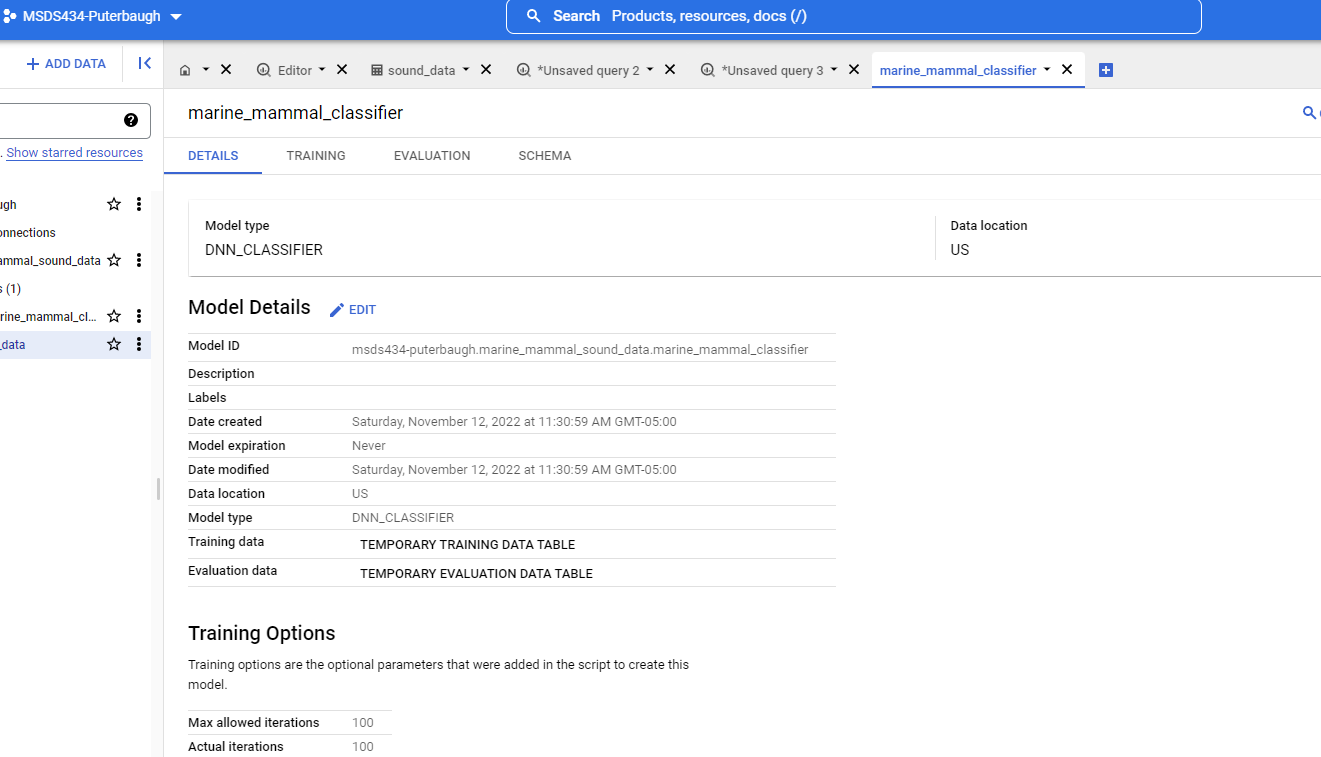 MSDS434-Puterbaugh
Search Products, resources, docs (/)
+ ADD DATA
Editor
sound_data
*Unsaved query 2
*Unsaved query 3
marine_mammal_classifier
marine_mammal_classifier
. Show starred resources
DETAILS
TRAINING
EVALUATION
SCHEMA
ugh
onnections
ammal_sound_data
s (1)
rine_mammal_cl...
_data
Model type
DNN_CLASSIFIER
Data location
US
Model Details
EDIT
Model ID msds434-puterbaugh.marine_mammal_sound_data.marine_mammal_classifier
Description
Labels
Date created Saturday, November 12, 2022 at 11:30:59 AM GMT-05:00
Model expiration Never
Date modified Saturday, November 12, 2022 at 11:30:59 AM GMT-05:00
Data location US
Model type DNN_CLASSIFIER
Training data TEMPORARY TRAINING DATA TABLE
Evaluation data TEMPORARY EVALUATION DATA TABLE
Training Options
Training options are the optional parameters that were added in the script to create this
model.
Max allowed iterations 100
Actual iterations 100